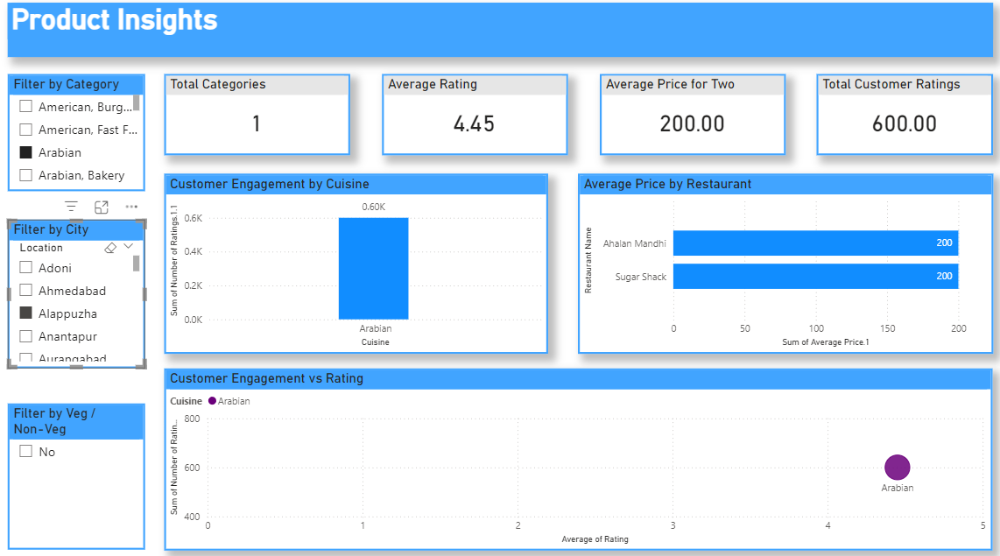 Product Insights
Filter by Category
American, Burg...
American, Fast F...
Arabian
Arabian, Bakery
Total Categories
1
Average Rating
4.45
Average Price for Two
200.00
Total Customer Ratings
600.00
Filter by City
Location
Adoni
Ahmedabad
Alappuzha
Anantapur
Aurangabad
Filter by Veg /
Non-Veg
No
Customer Engagement by Cuisine
Sum of Number of Ratings.1.1
0.6K
0.4K
0.2K
0.0K
0.60K
Arabian
Cuisine
Average Price by Restaurant
Restaurant Name
Ahalan Mandhi
200
Sugar Shack
200
0 50 100 150 200
Sum of Average Price.1
Customer Engagement vs Rating
Cuisine Arabian
Sum of Number of Ratin...
800
600
400
Arabian
0 1 2 3 4 5
Average of Rating